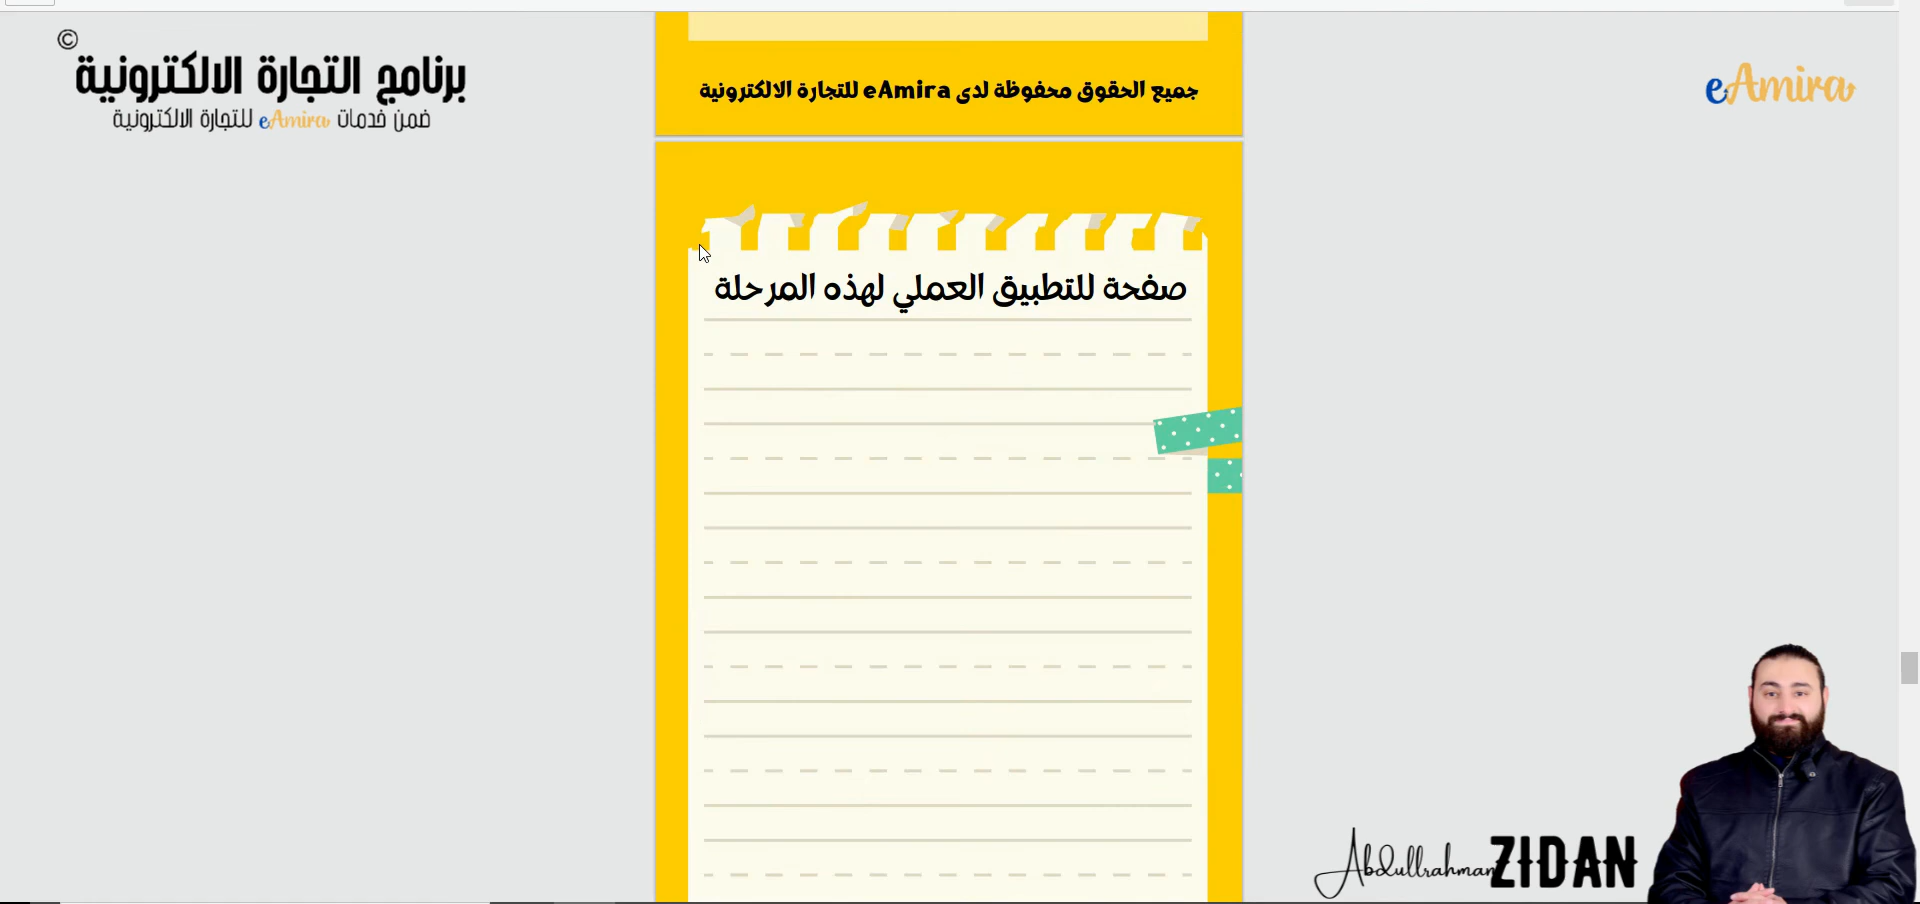 ©
برنامج التجارة الالكترونية
ضمن خدمات eAmira للتجارة الالكترونية
eAmira
جميع الحقوق محفوظة لدى eAmira للتجارة الالكترونية
صفحة للتطبيق العملي لهذه المرحلة
Abdullrahman ZIDAN